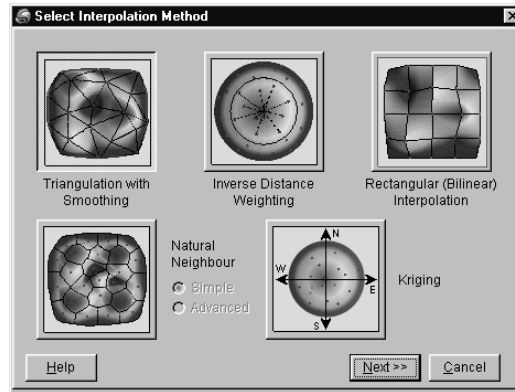 Select Interpolation Method
Triangulation with
Smoothing
Inverse Distance
Weighting
Rectangular (Bilinear)
Interpolation
Natural
Neighbour
Simple
Advanced
N
W
E
S
Kriging
Help
Next >>
Cancel